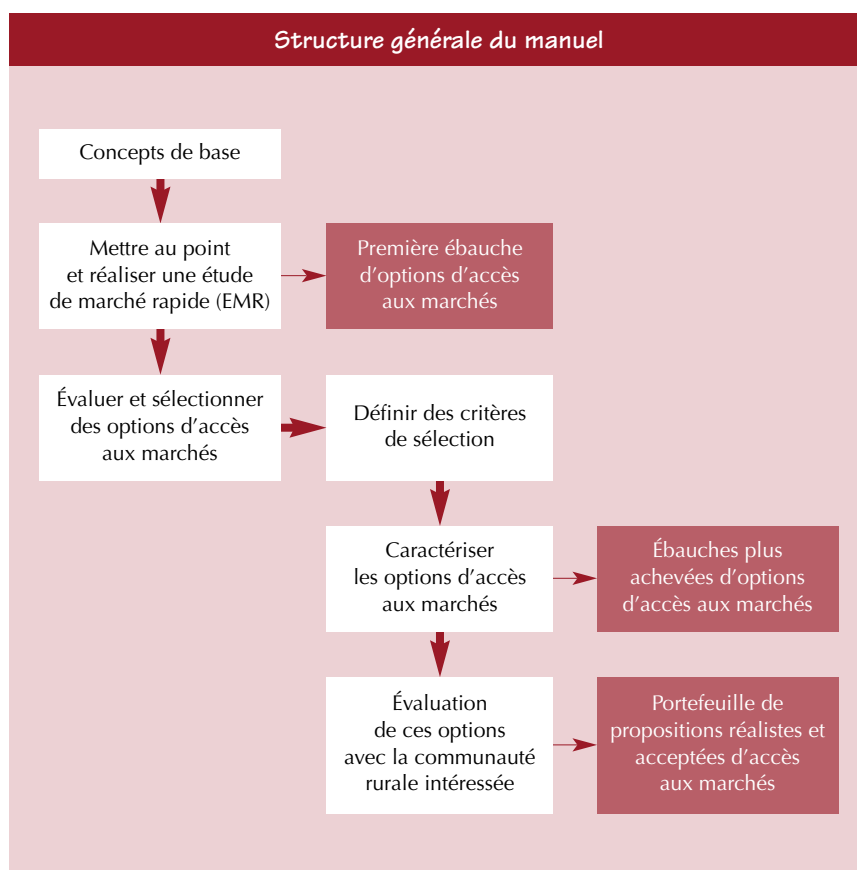 Structure générale du manuel
Concepts de base
Mettre au point
et réaliser une étude
de marché rapide (EMR)
Première ébauche
d'options d'accès
aux marchés
Évaluer et sélectionner
des options d'accès
aux marchés
Définir des critères
de sélection
Caractériser
les options d'accès
aux marchés
Ébauches plus
achevées d'options
d'accès aux marchés
Évaluation
de ces options
avec la communauté
rurale intéressée
Portefeuille de
propositions réalistes et
acceptées d'accès
aux marchés